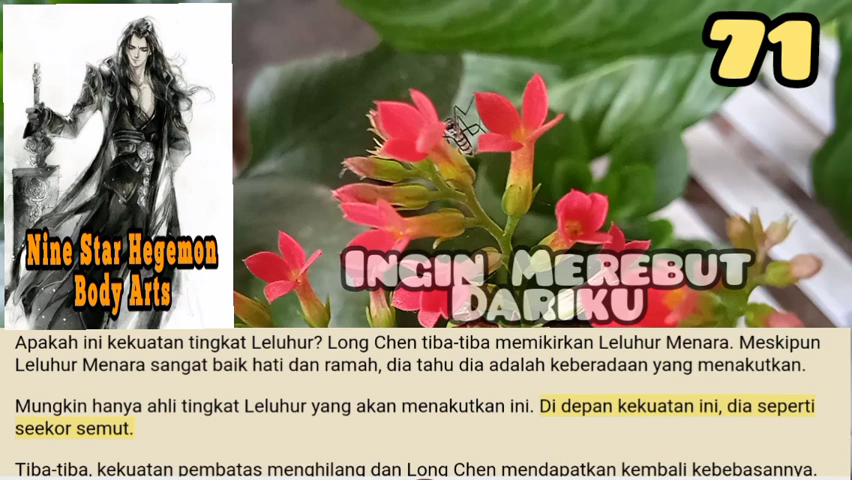 71
Nine Star Hegemon
Body Arts
Ingin Merebut
Dariku
Apakah ini kekuatan tingkat Leluhur? Long Chen tiba-tiba memikirkan Leluhur Menara. Meskipun
Leluhur Menara sangat baik hati dan ramah, dia tahu dia adalah keberadaan yang menakutkan.
Mungkin hanya ahli tingkat Leluhur yang akan menakutkan ini. Di depan kekuatan ini, dia seperti
seekor semut.
Tiba-tiba, kekuatan pembatas menghilang dan Long Chen mendapatkan kembali kebebasannya.